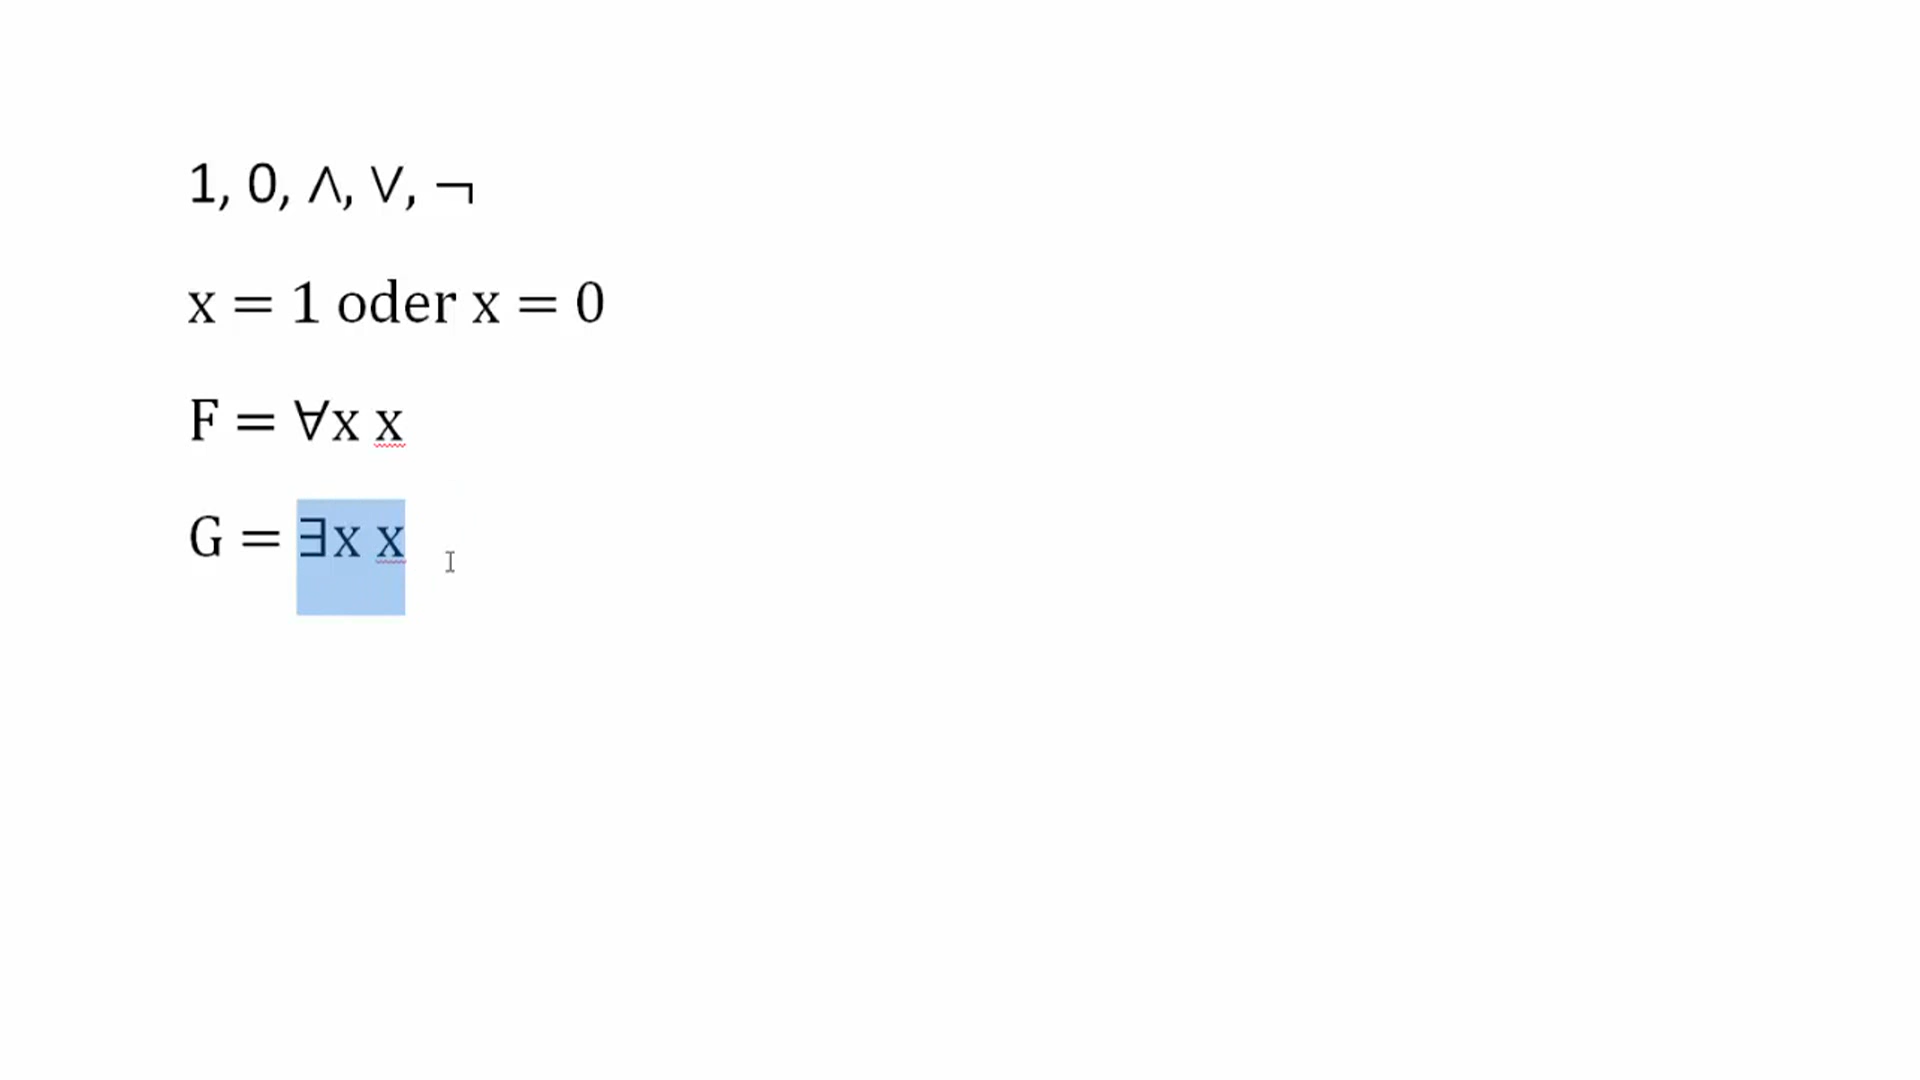 1, 0, ∧, ∨, ¬
x = 1 oder x = 0
F = ∀x x
G = ∃x x